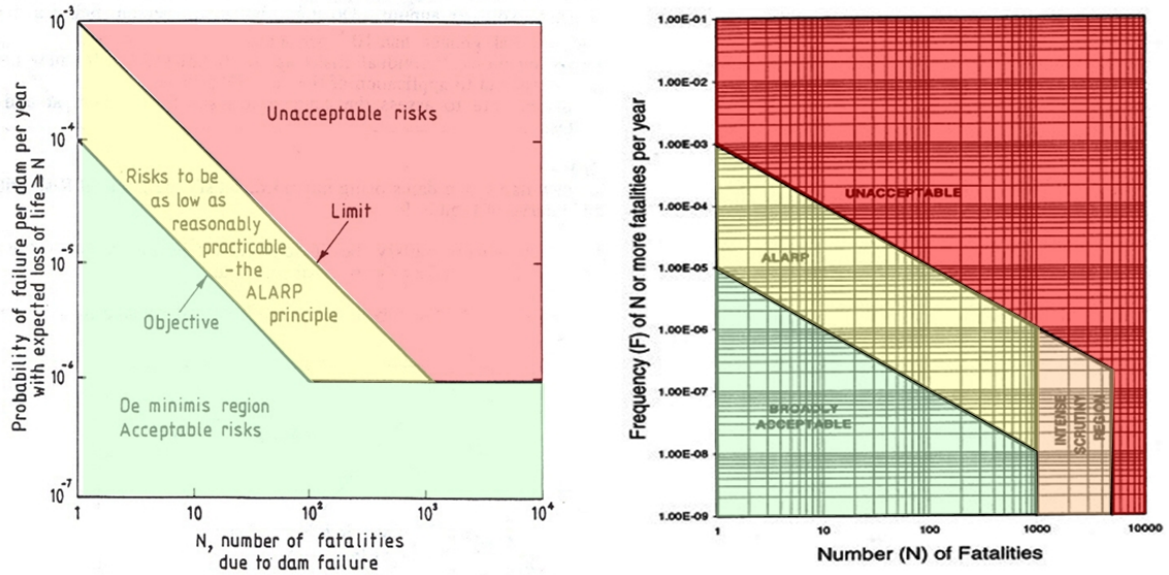 10-3
10-4
10-5
10-6
10-7
Probability of failure per dam per year
with expected loss of life ≥ N
Unacceptable risks
Risks to be
as low as
reasonably
practicable
-the
ALARP
principle
Limit
Objective
De minimis region
Acceptable risks
1
10
10²
10³
10⁴
N, number of fatalities
due to dam failure
1.00E-01
1.00E-02
1.00E-03
1.00E-04
1.00E-05
1.00E-06
1.00E-07
1.00E-08
1.00E-09
Frequency (F) of N or more fatalities per year
UNACCEPTABLE
ALARP
BROADLY
ACCEPTABLE
INTENSE
SCRUTINY
REGION
1
10
100
1000
10000
Number (N) of Fatalities